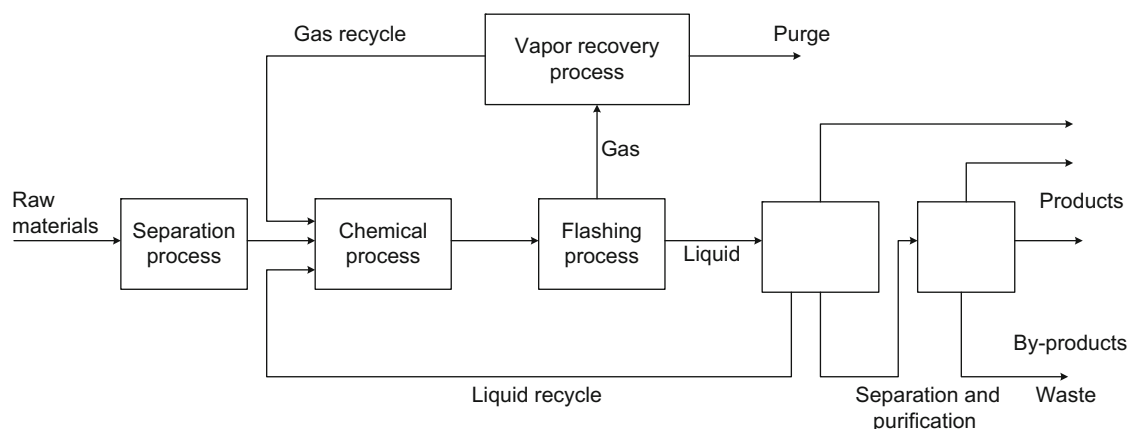 Gas recycle
Vapor recovery
process
Purge
Gas
Raw
materials
Separation
process
Chemical
process
Flashing
process
Liquid
Products
By-products
Liquid recycle
Separation and
purification
Waste